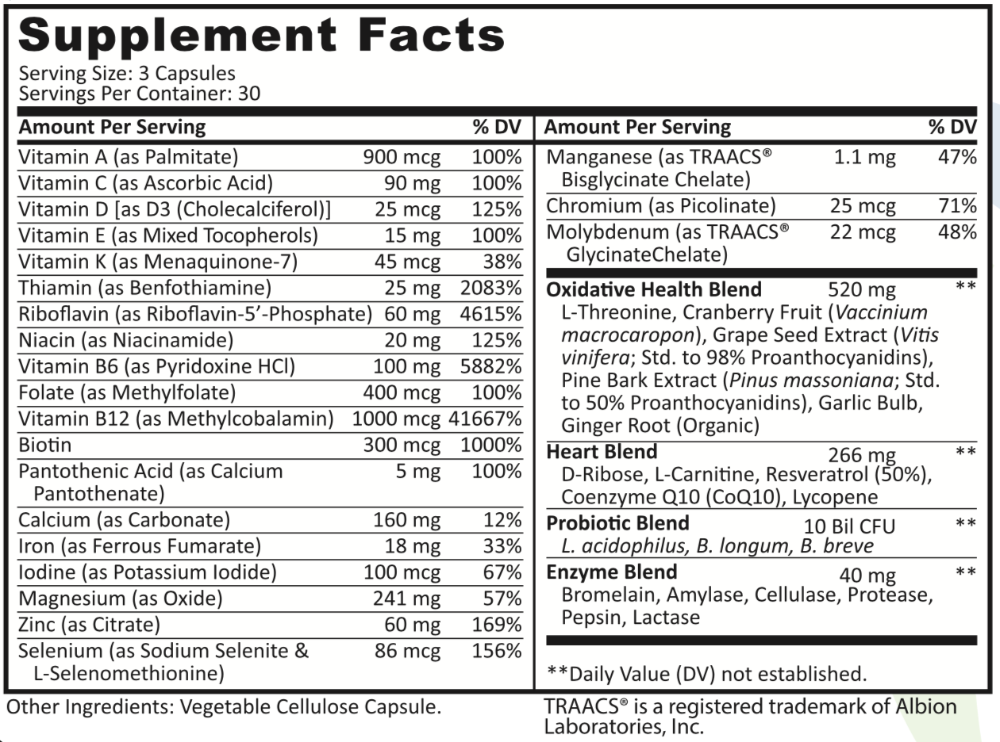 Supplement Facts
Serving Size: 3 Capsules
Servings Per Container: 30
Amount Per Serving % DV
Vitamin A (as Palmitate) 900 mcg 100%
Vitamin C (as Ascorbic Acid) 90 mg 100%
Vitamin D [as D3 (Cholecalciferol)] 25 mcg 125%
Vitamin E (as Mixed Tocopherols) 15 mg 100%
Vitamin K (as Menaquinone-7) 45 mcg 38%
Thiamin (as Benfothiamine) 25 mg 2083%
Riboflavin (as Riboflavin-5’-Phosphate) 60 mg 4615%
Niacin (as Niacinamide) 20 mg 125%
Vitamin B6 (as Pyridoxine HCl) 100 mg 5882%
Folate (as Methylfolate) 400 mcg 100%
Vitamin B12 (as Methylcobalamin) 1000 mcg 41667%
Biotin 300 mcg 1000%
Pantothenic Acid (as Calcium 5 mg 100%
Pantothenate)
Calcium (as Carbonate) 160 mg 12%
Iron (as Ferrous Fumarate) 18 mg 33%
Iodine (as Potassium Iodide) 100 mcg 67%
Magnesium (as Oxide) 241 mg 57%
Zinc (as Citrate) 60 mg 169%
Selenium (as Sodium Selenite & 86 mcg 156%
L-Selenomethionine)
Amount Per Serving % DV
Manganese (as TRAACS® 1.1 mg 47%
Bisglycinate Chelate)
Chromium (as Picolinate) 25 mcg 71%
Molybdenum (as TRAACS® 22 mcg 48%
GlycinateChelate)
Oxidative Health Blend 520 mg **
L-Threonine, Cranberry Fruit (Vaccinium
macrocaropon), Grape Seed Extract (Vitis
vinifera; Std. to 98% Proanthocyanidins),
Pine Bark Extract (Pinus massoniana; Std.
to 50% Proanthocyanidins), Garlic Bulb,
Ginger Root (Organic)
Heart Blend 266 mg **
D-Ribose, L-Carnitine, Resveratrol (50%),
Coenzyme Q10 (CoQ10), Lycopene
Probiotic Blend 10 Bil CFU **
L. acidophilus, B. longum, B. breve
Enzyme Blend 40 mg **
Bromelain, Amylase, Cellulase, Protease,
Pepsin, Lactase
**Daily Value (DV) not established.
Other Ingredients: Vegetable Cellulose Capsule.
TRAACS® is a registered trademark of Albion
Laboratories, Inc.